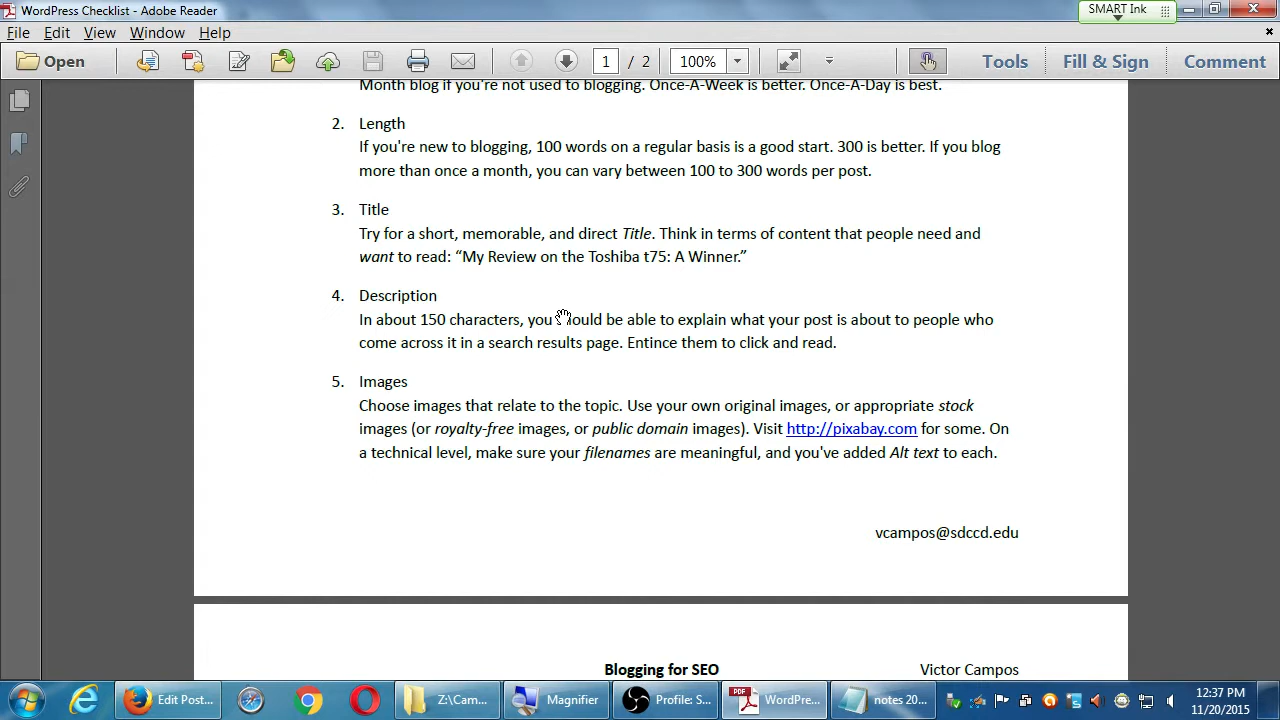 WordPress Checklist - Adobe Reader
SMART Ink
File Edit View Window Help
Open 1 / 2 100% Tools Fill & Sign Comment
Month blog if you're not used to blogging. Once-A-Week is better. Once-A-Day is best.
2. Length
If you're new to blogging, 100 words on a regular basis is a good start. 300 is better. If you blog
more than once a month, you can vary between 100 to 300 words per post.
3. Title
Try for a short, memorable, and direct Title. Think in terms of content that people need and
want to read: “My Review on the Toshiba t75: A Winner.”
4. Description
In about 150 characters, you should be able to explain what your post is about to people who
come across it in a search results page. Entince them to click and read.
5. Images
Choose images that relate to the topic. Use your own original images, or appropriate stock
images (or royalty-free images, or public domain images). Visit http://pixabay.com for some. On
a technical level, make sure your filenames are meaningful, and you've added Alt text to each.
vcampos@sdccd.edu
Blogging for SEO Victor Campos
Edit Post... Z:\Cam... Magnifier Profile: S... PDF WordPre... notes 20... 12:37 PM
11/20/2015